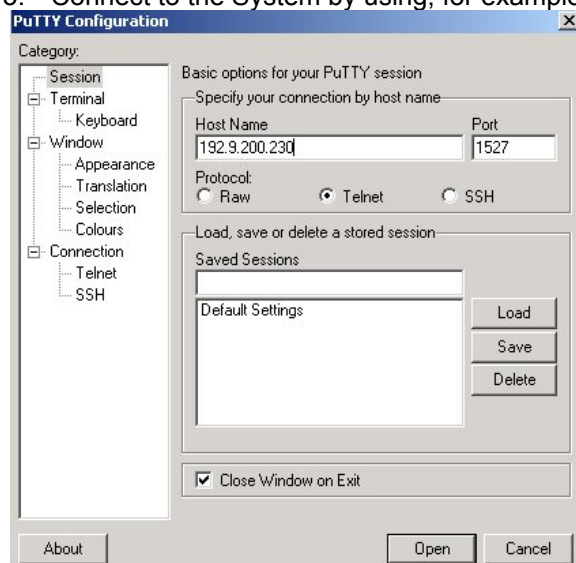 Connect to the System by using, for example
PuTTY Configuration
Category:
Session
Terminal
Keyboard
Window
Appearance
Translation
Selection
Colours
Connection
Telnet
SSH
Basic options for your PuTTY session
Specify your connection by host name
Host Name
Port
192.9.200.230
1527
Protocol:
Raw
Telnet
SSH
Load, save or delete a stored session
Saved Sessions
Default Settings
Load
Save
Delete
Close Window on Exit
About
Open
Cancel